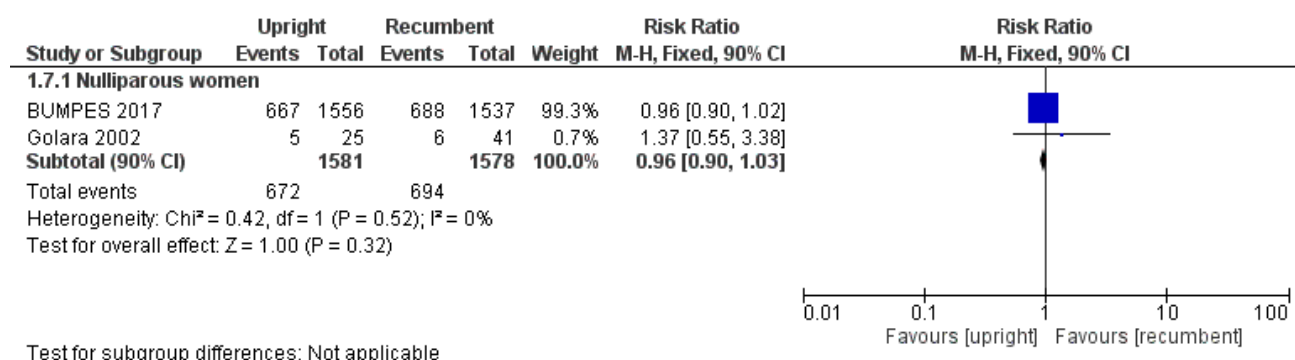 Upright Recumbent Risk Ratio Risk Ratio
Study or Subgroup Events Total Events Total Weight M-H, Fixed, 90% CI M-H, Fixed, 90% CI
1.7.1 Nulliparous women
BUMPES 2017 667 1556 688 1537 99.3% 0.96 [0.90, 1.02]
Golara 2002 5 25 6 41 0.7% 1.37 [0.55, 3.38]
Subtotal (90% CI) 1581 1578 100.0% 0.96 [0.90, 1.03]
Total events 672 694
Heterogeneity: Chi² = 0.42, df = 1 (P = 0.52); I² = 0%
Test for overall effect: Z = 1.00 (P = 0.32)
0.01 0.1 1 10 100
Favours [upright] Favours [recumbent]
Test for subgroup differences: Not applicable